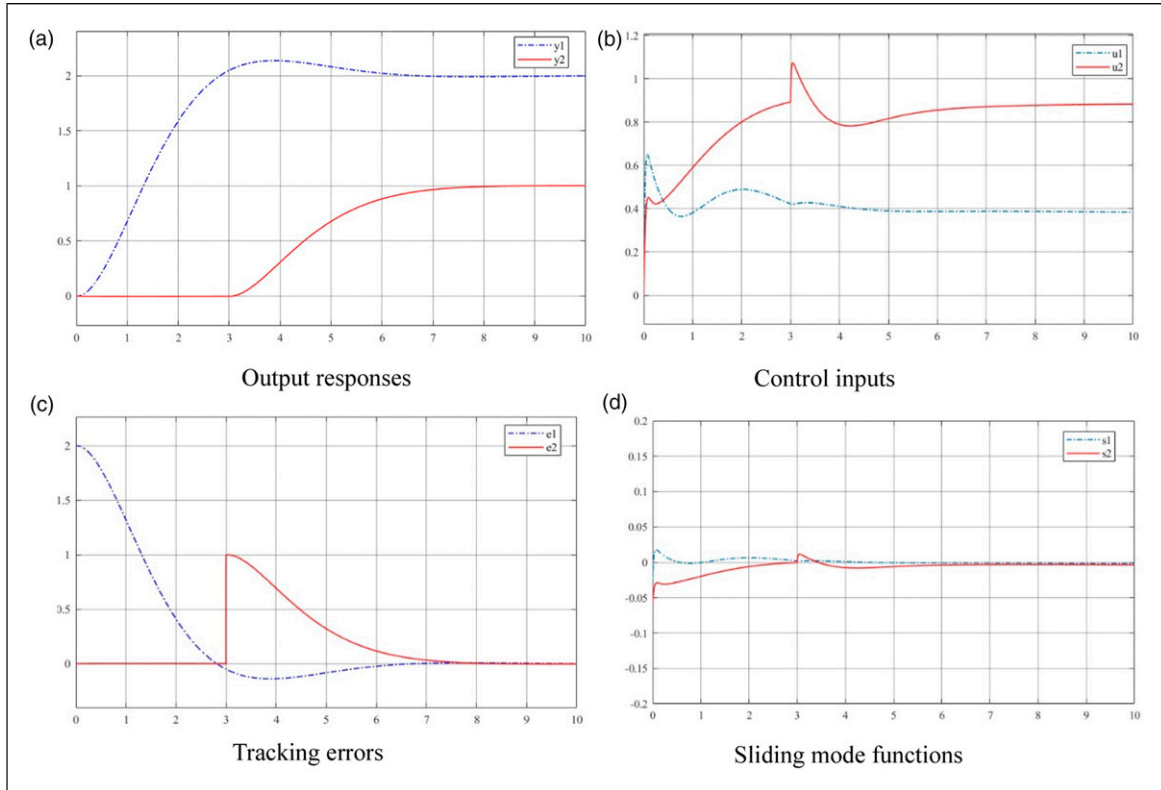 (a)
y1
y2
2
1.5
1
0.5
0
0 1 2 3 4 5 6 7 8 9 10
Output responses
(b)
u1
u2
1.2
1
0.8
0.6
0.4
0.2
0
0 1 2 3 4 5 6 7 8 9 10
Control inputs
(c)
e1
e2
2
1.5
1
0.5
0
0 1 2 3 4 5 6 7 8 9 10
Tracking errors
(d)
s1
s2
0.2
0.15
0.1
0.05
0
-0.05
-0.1
-0.15
-0.2
0 1 2 3 4 5 6 7 8 9 10
Sliding mode functions